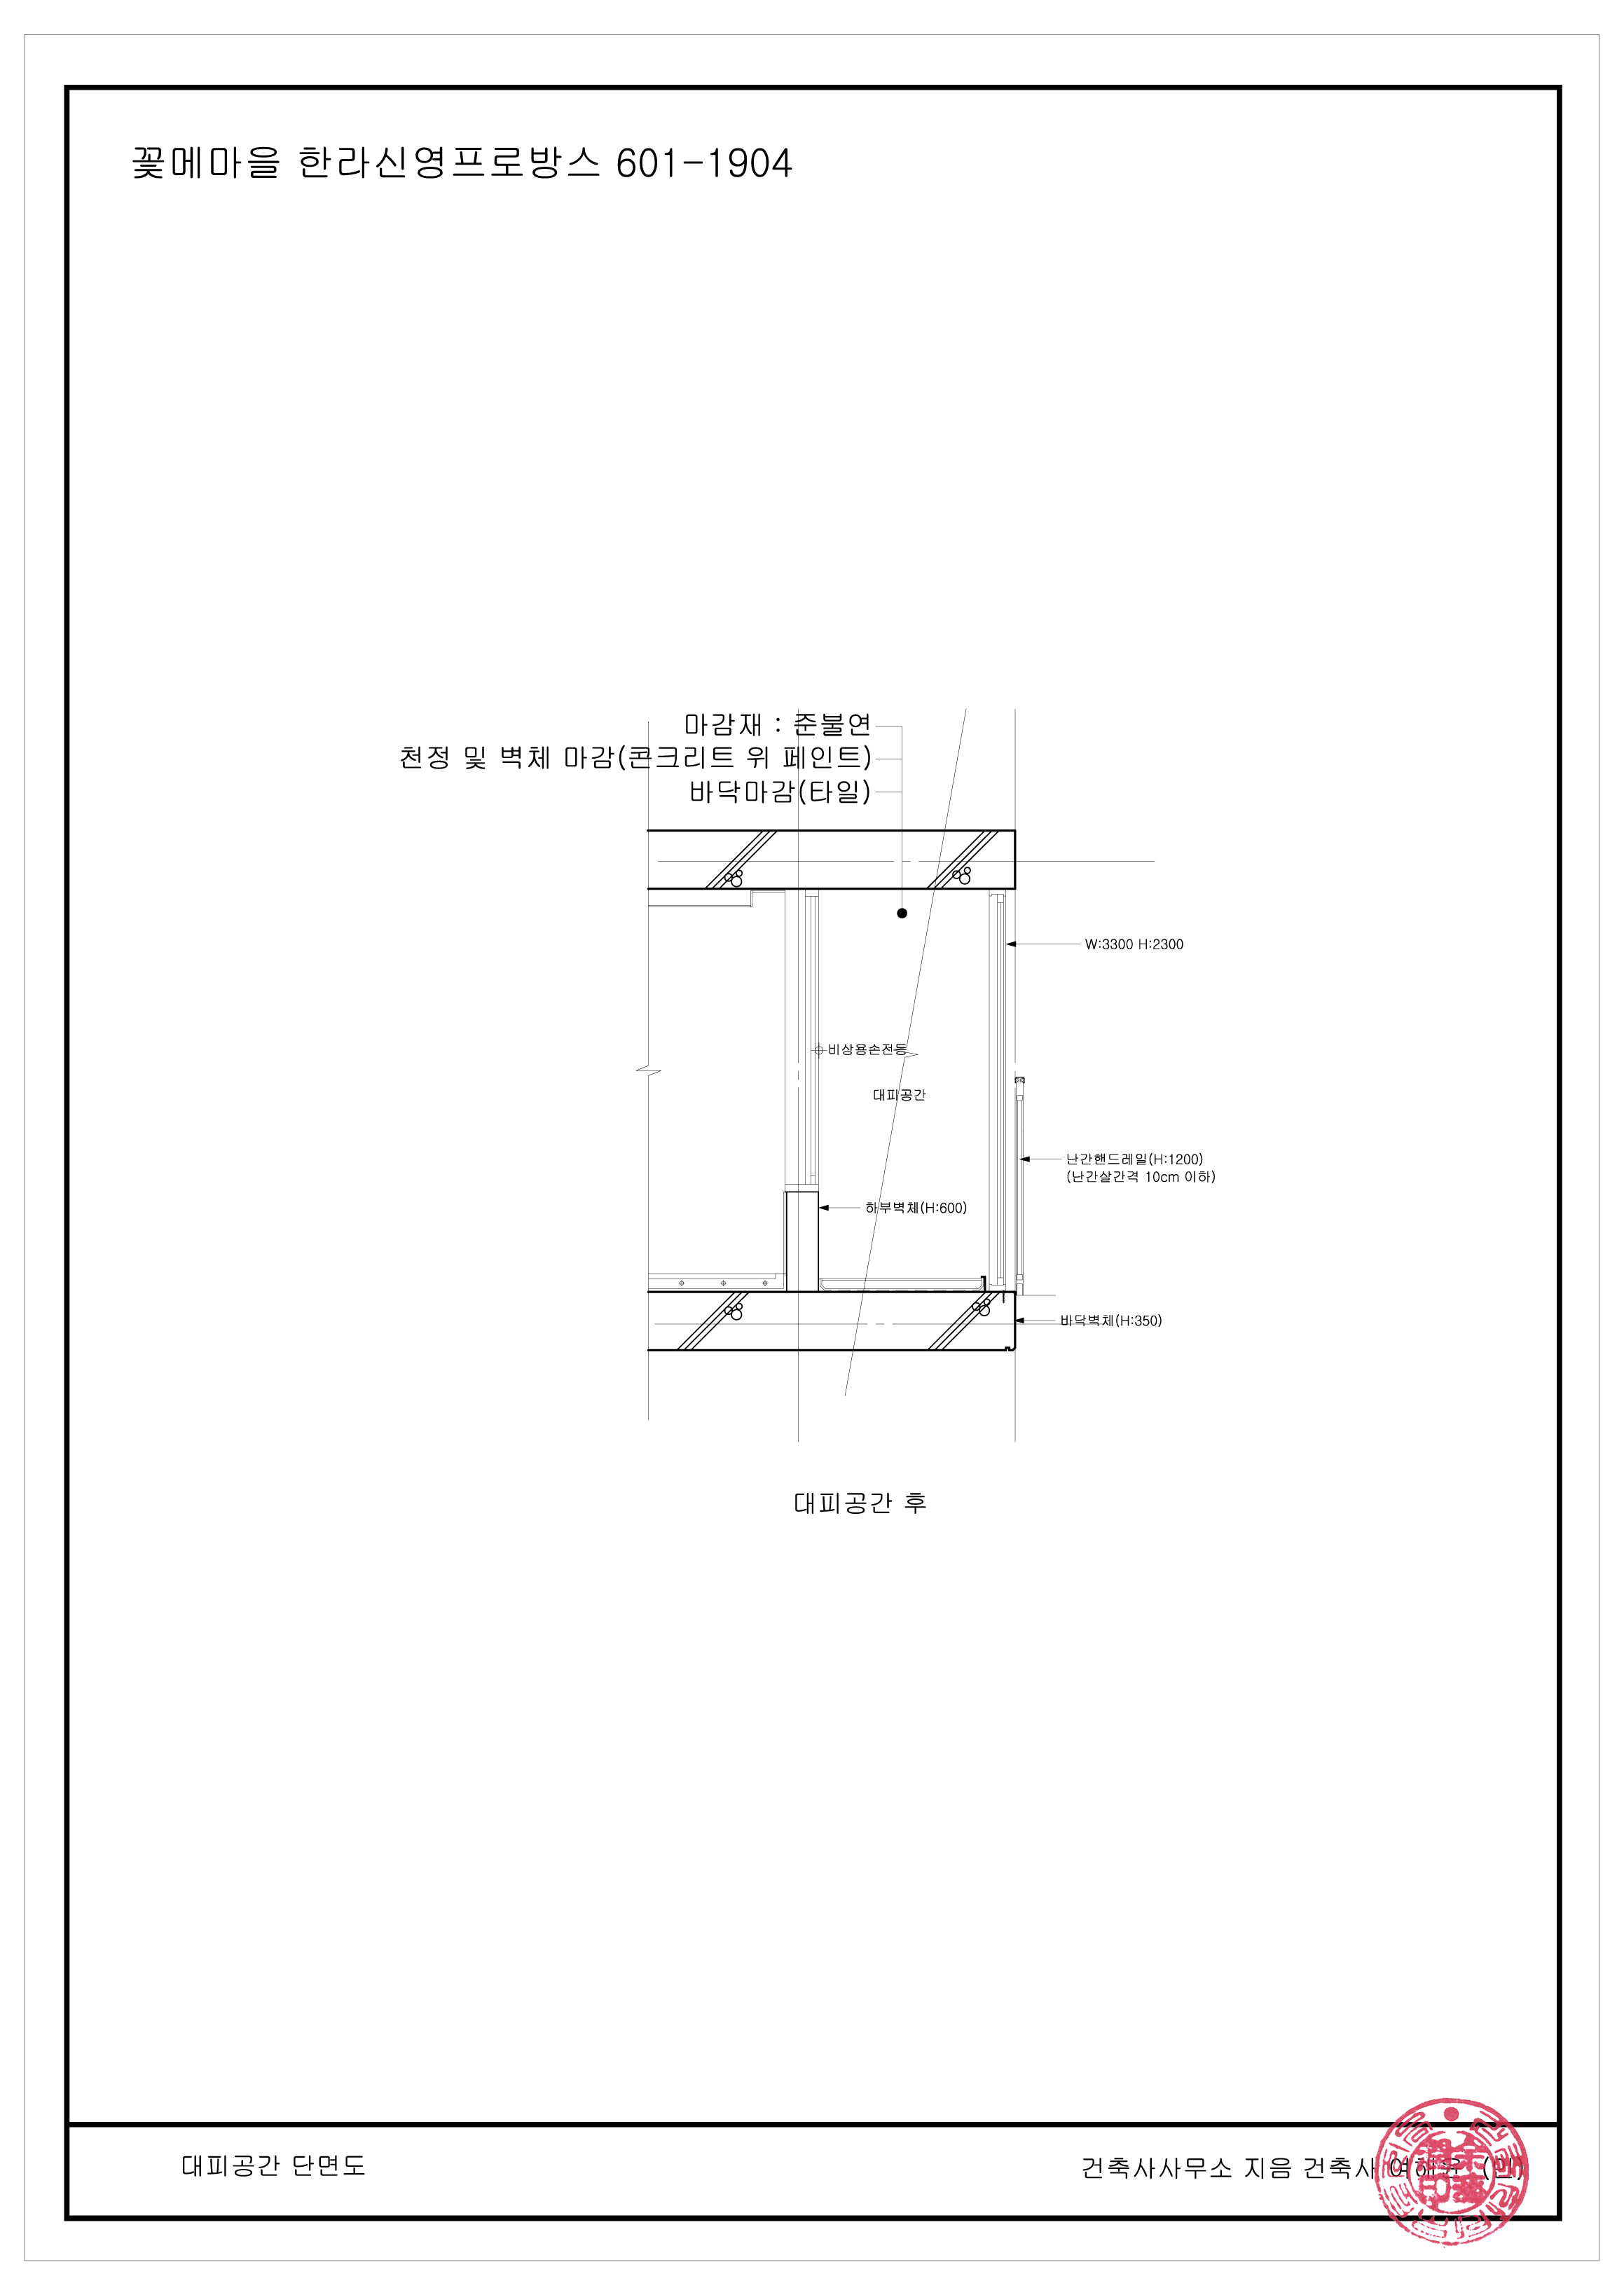 꽃메마을 한라신영프로방스 601-1904
마감재 : 준불연
천정 및 벽체 마감(콘크리트 위 페인트)
바닥마감(타일)
W:3300 H:2300
비상용손전등
대피공간
난간핸드레일(H:1200)
(난간살간격 10cm 이하)
하부벽체(H:600)
바닥벽체(H:350)
대피공간 후
대피공간 단면도
건축사사무소 지음 건축사 (인)